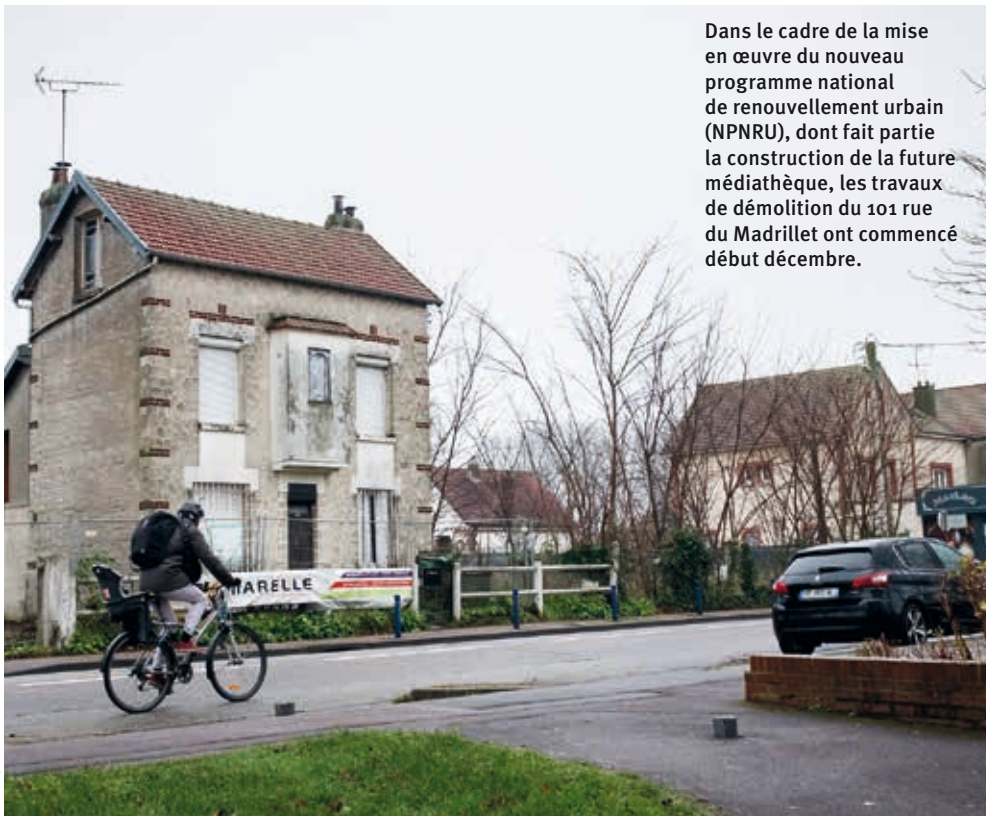 Dans le cadre de la mise
en œuvre du nouveau
programme national
de renouvellement urbain
(NPNRU), dont fait partie
la construction de la future
médiathèque, les travaux
de démolition du 101 rue
du Madrillet ont commencé
début décembre.